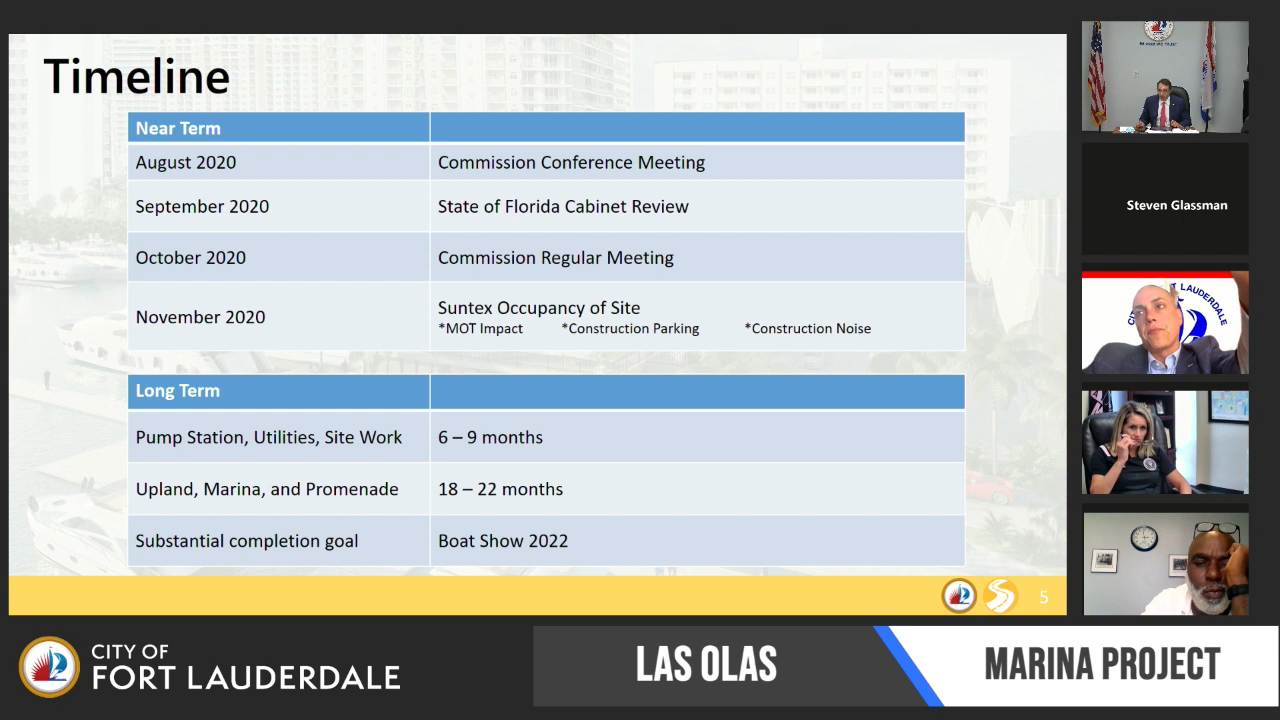 Timeline
Near Term
August 2020 Commission Conference Meeting
September 2020 State of Florida Cabinet Review
October 2020 Commission Regular Meeting
November 2020 Suntex Occupancy of Site
*MOT Impact *Construction Parking *Construction Noise
Long Term
Pump Station, Utilities, Site Work 6 – 9 months
Upland, Marina, and Promenade 18 – 22 months
Substantial completion goal Boat Show 2022
5
Steven Glassman
LAUDERDALE
CITY OF
FORT LAUDERDALE
LAS OLAS
MARINA PROJECT